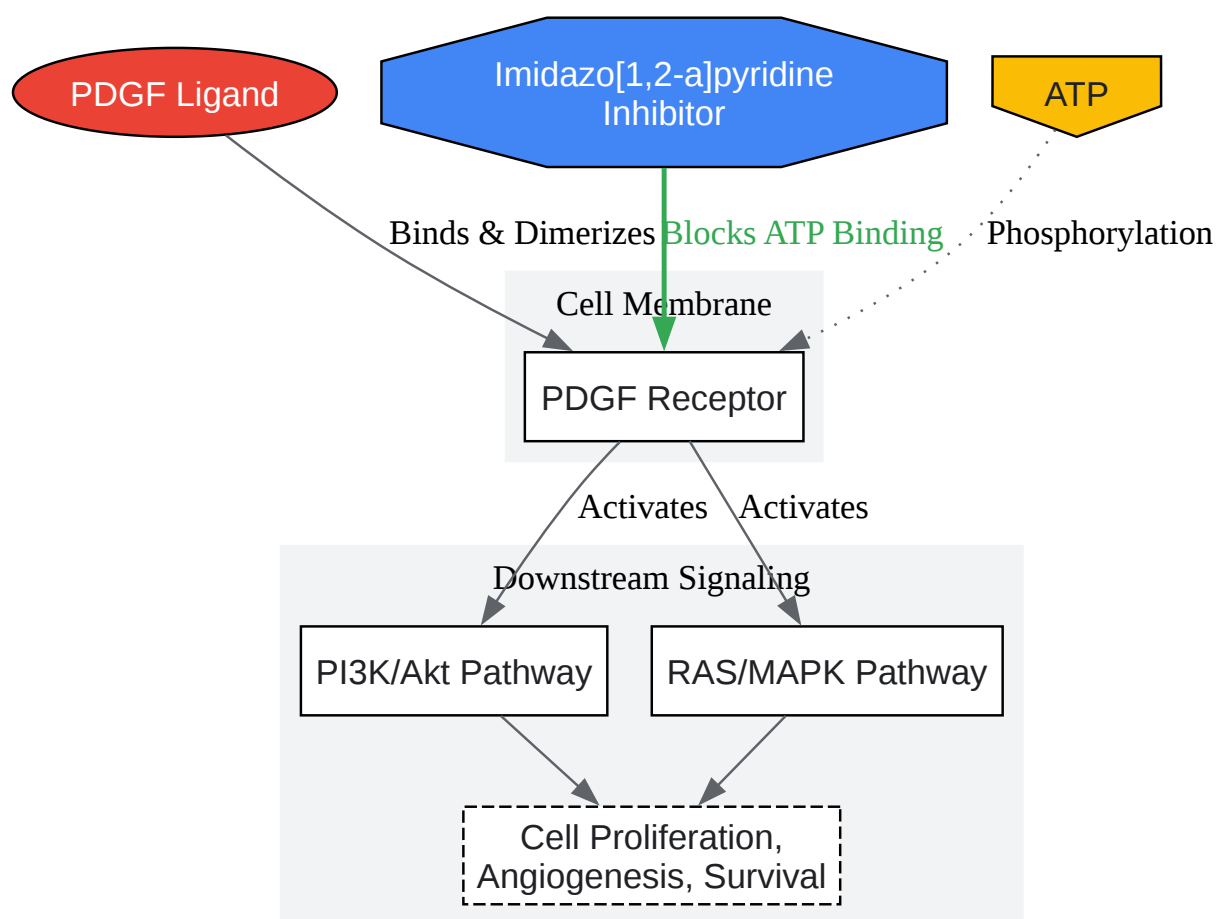 PDGF Ligand
Imidazo[1,2-a]pyridine
Inhibitor
ATP
Binds & Dimerizes
Blocks ATP Binding
Phosphorylation
Cell Membrane
PDGF Receptor
Activates
Activates
Downstream Signaling
PI3K/Akt Pathway
RAS/MAPK Pathway
Cell Proliferation,
Angiogenesis, Survival